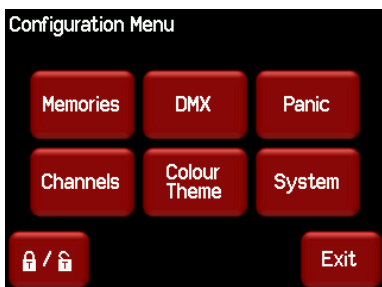 Configuration Menu
Memories DMX Panic
Channels Colour Theme System
/ Exit